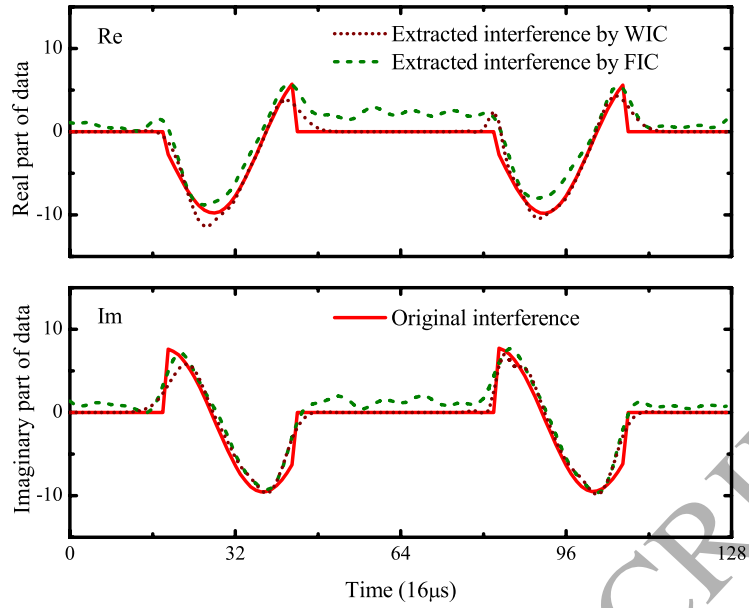 Re
Extracted interference by WIC
Extracted interference by FIC
Real part of data
10
0
-10
Im
Original interference
Imaginary part of data
10
0
-10
0 32 64 96 128
Time (16μs)
CRI